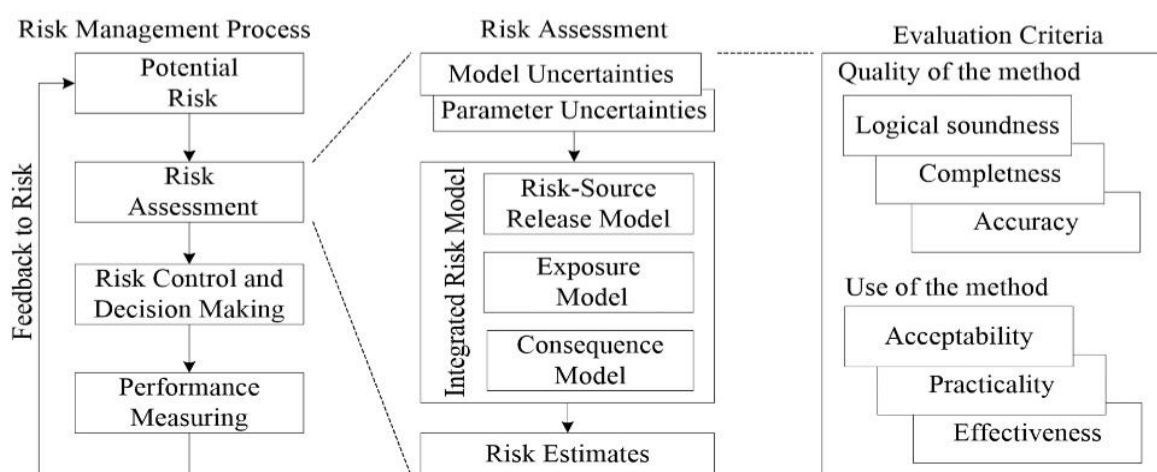 Risk Management Process
Potential
Risk
Risk
Assessment
Risk Control and
Decision Making
Performance
Measuring
Feedback to Risk
Risk Assessment
Model Uncertainties
Parameter Uncertainties
Integrated Risk Model
Risk-Source
Release Model
Exposure
Model
Consequence
Model
Risk Estimates
Evaluation Criteria
Quality of the method
Logical soundness
Completness
Accuracy
Use of the method
Acceptability
Practicality
Effectiveness